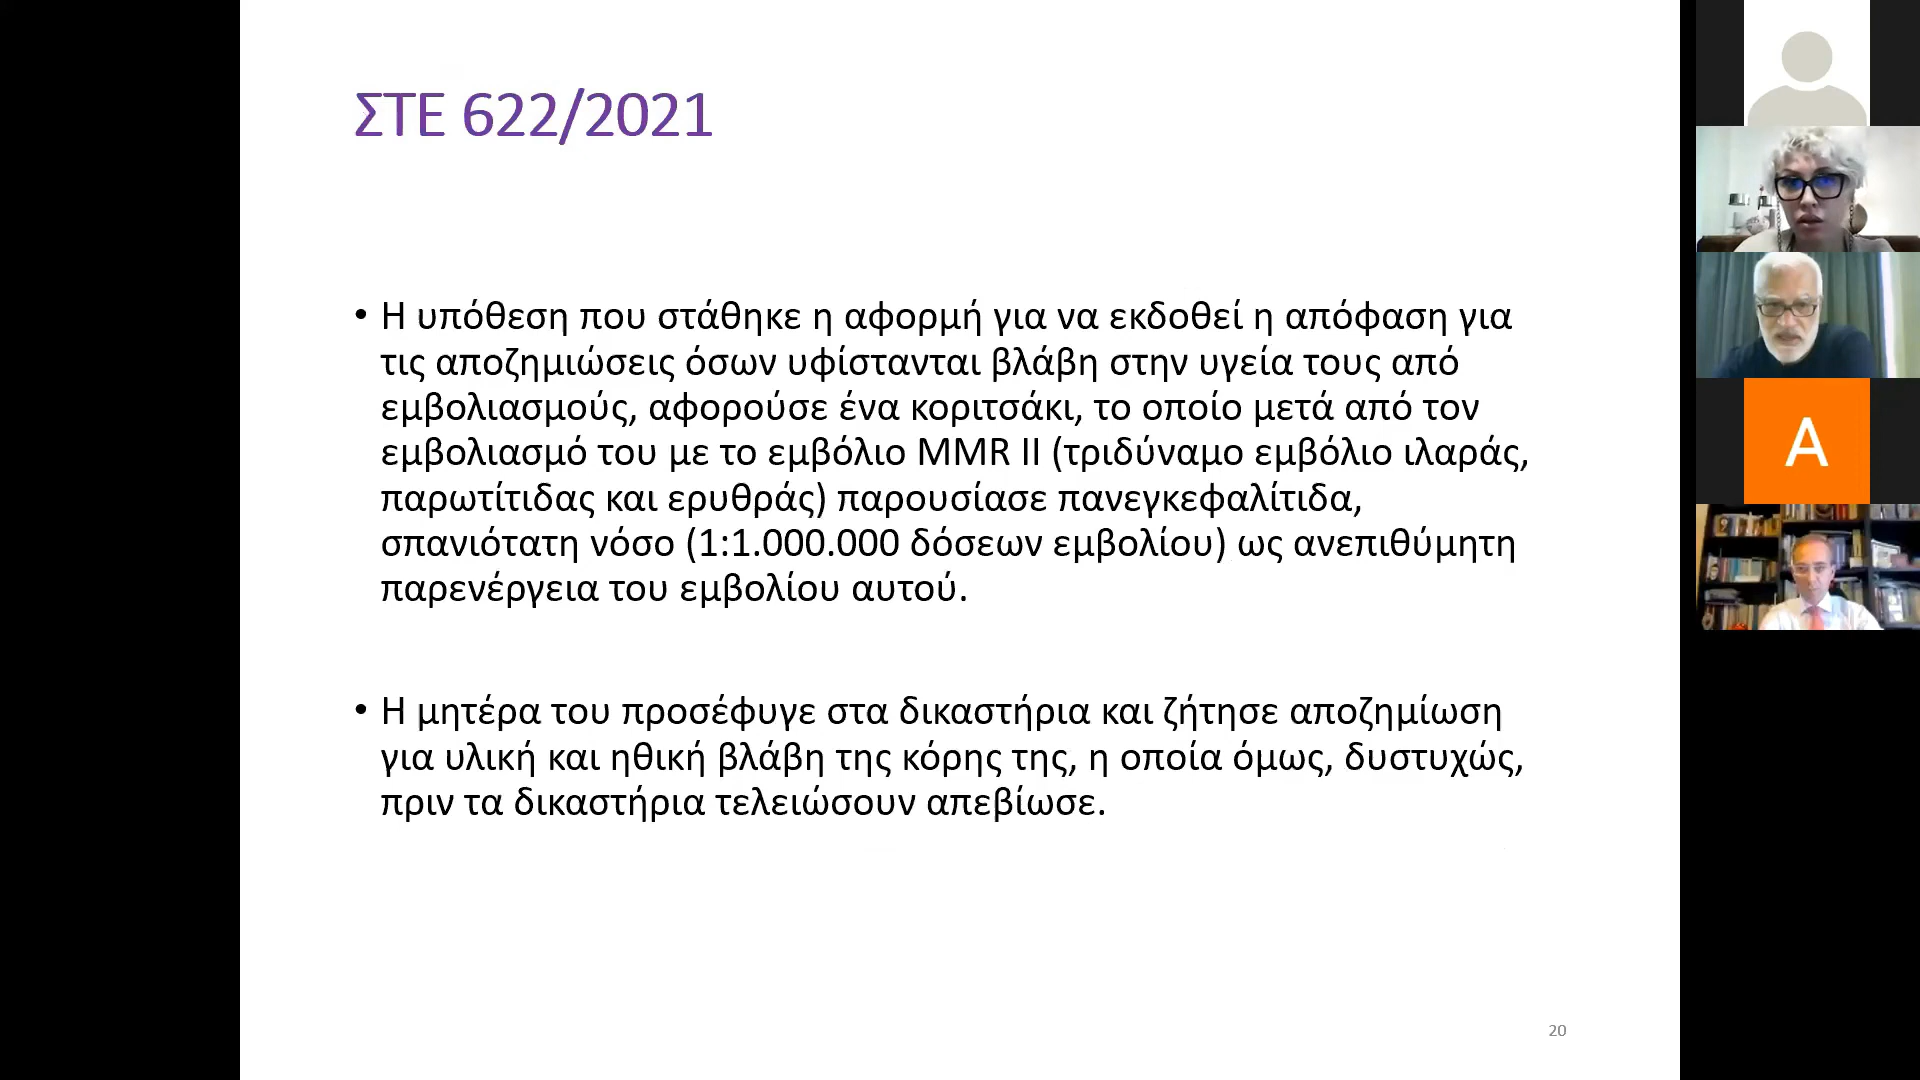 ΣΤΕ 622/2021
• Η υπόθεση που στάθηκε η αφορμή για να εκδοθεί η απόφαση για
τις αποζημιώσεις όσων υφίστανται βλάβη στην υγεία τους από
εμβολιασμούς, αφορούσε ένα κοριτσάκι, το οποίο μετά από τον
εμβολιασμό του με το εμβόλιο MMR II (τριδύναμο εμβόλιο ιλαράς,
παρωτίτιδας και ερυθράς) παρουσίασε πανεγκεφαλίτιδα,
σπανιότατη νόσο (1:1.000.000 δόσεων εμβολίου) ως ανεπιθύμητη
παρενέργεια του εμβολίου αυτού.
• Η μητέρα του προσέφυγε στα δικαστήρια και ζήτησε αποζημίωση
για υλική και ηθική βλάβη της κόρης της, η οποία όμως, δυστυχώς,
πριν τα δικαστήρια τελειώσουν απεβίωσε.
20
A